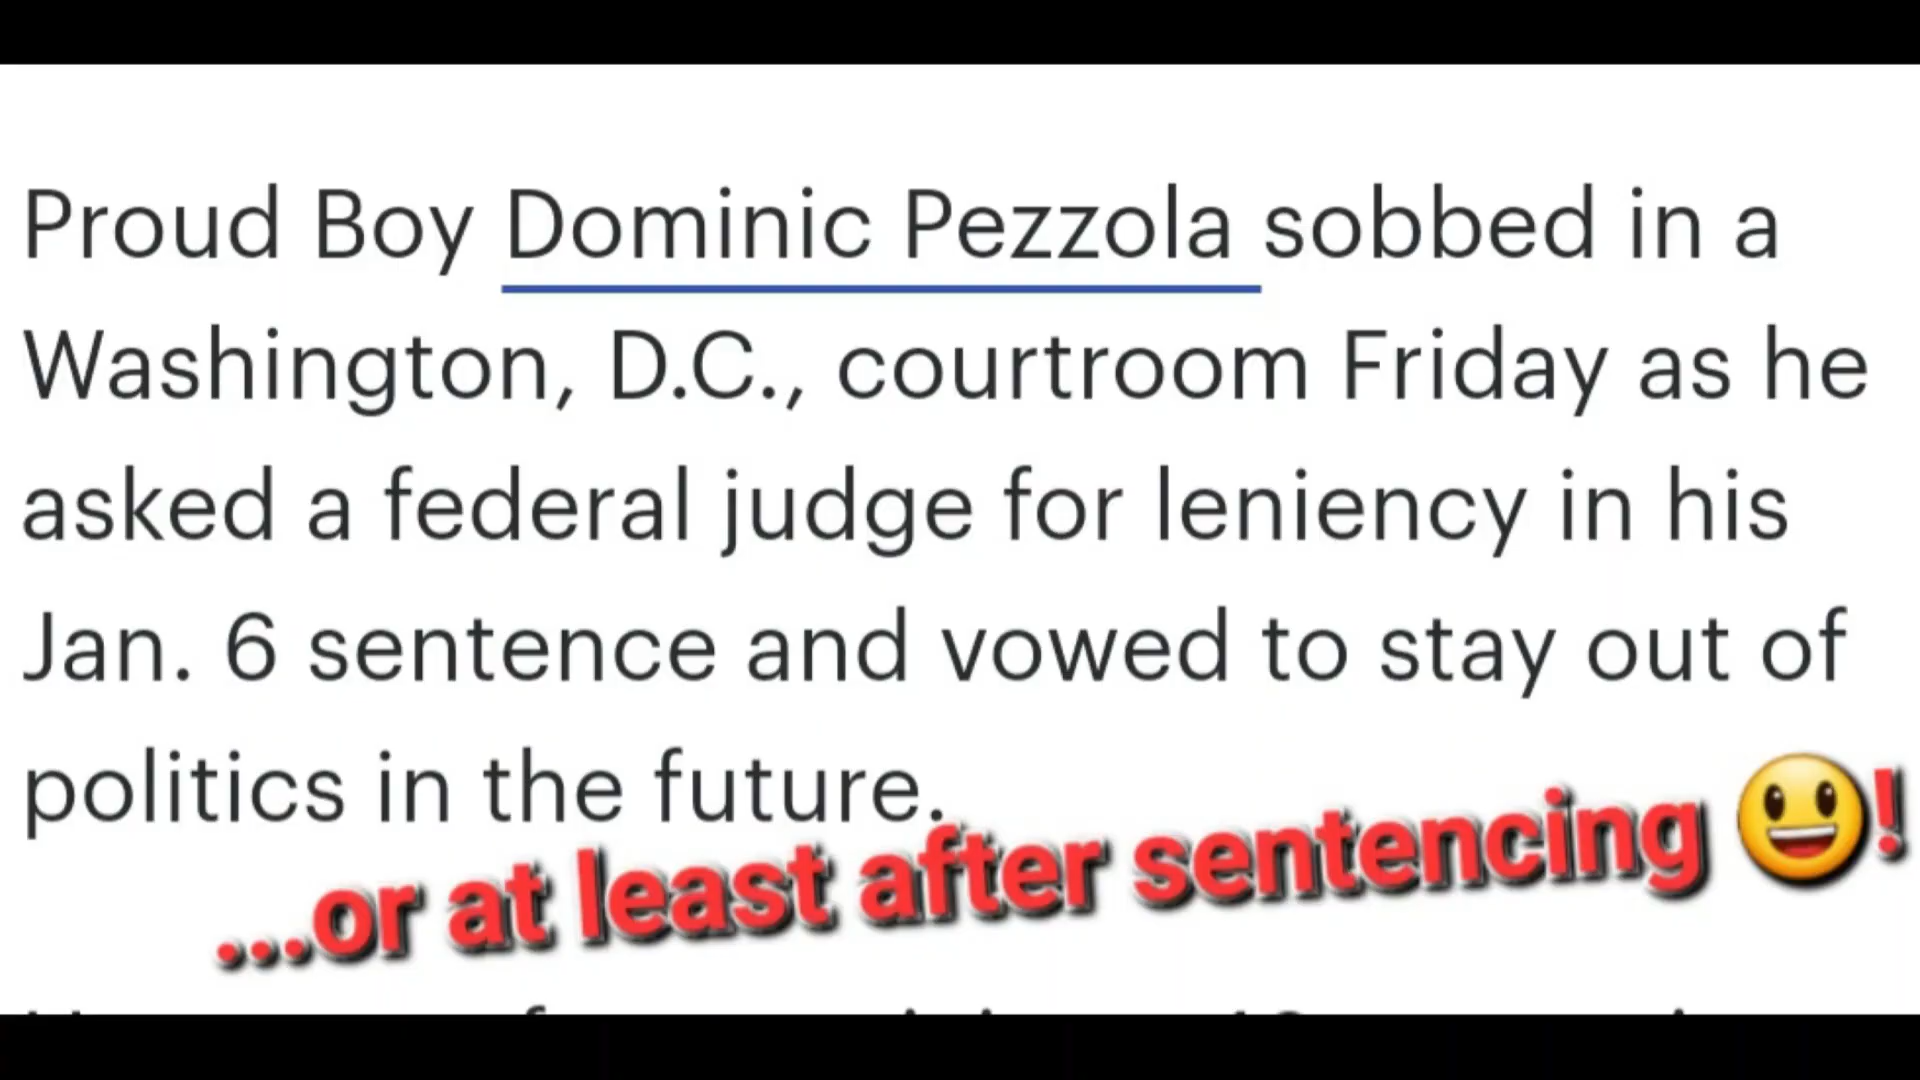 Proud Boy Dominic Pezzola sobbed in a
Washington, D.C., courtroom Friday as he
asked a federal judge for leniency in his
Jan. 6 sentence and vowed to stay out of
politics in the future.
...or at least after sentencing 😃!